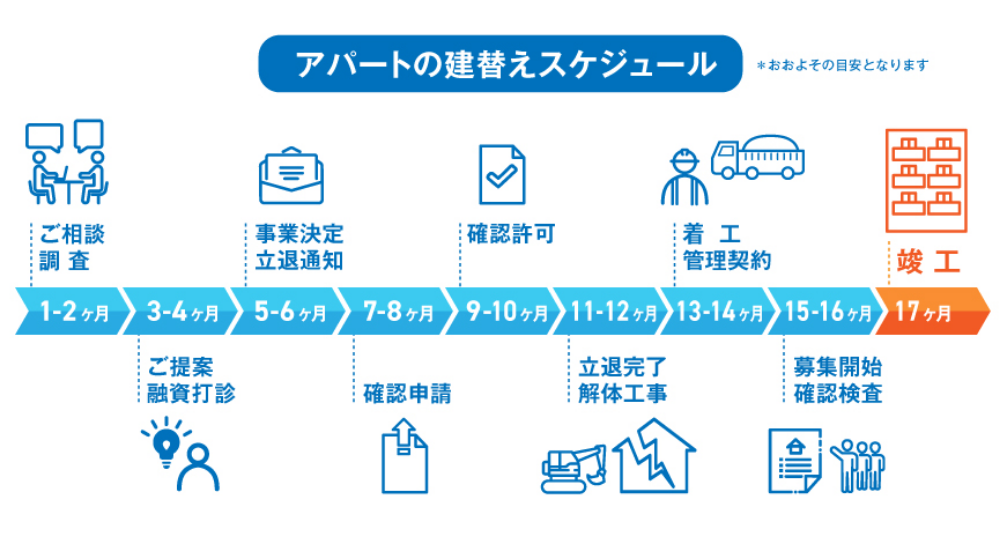 アパートの建替えスケジュール
＊おおよその目安となります
ご相談
調 査
事業決定
立退通知
確認許可
着 工
管理契約
竣 工
1-2ヶ月
3-4ヶ月
5-6ヶ月
7-8ヶ月
9-10ヶ月
11-12ヶ月
13-14ヶ月
15-16ヶ月
17ヶ月
ご提案
融資打診
確認申請
立退完了
解体工事
募集開始
確認検査